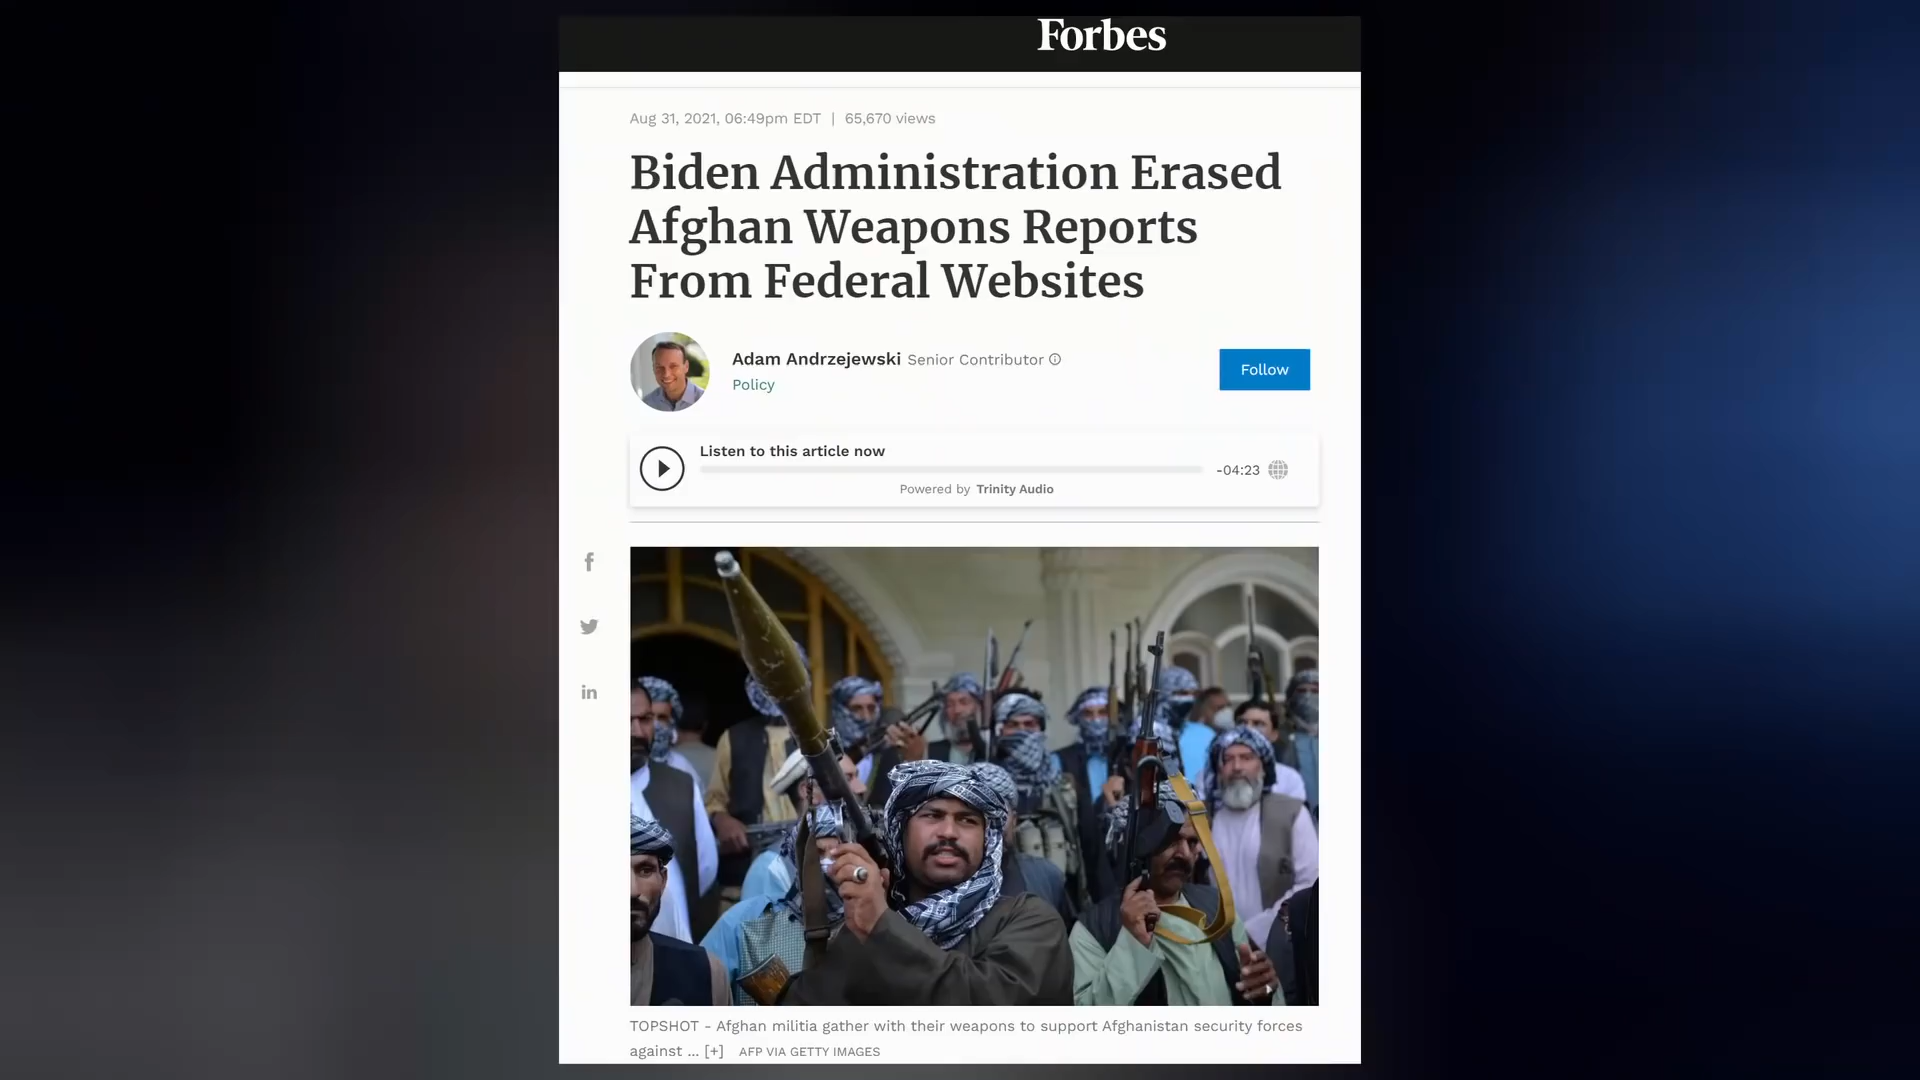 Forbes
Aug 31, 2021, 06:49pm EDT | 65,670 views
Biden Administration Erased
Afghan Weapons Reports
From Federal Websites
Adam Andrzejewski Senior Contributor
Policy
Follow
Listen to this article now
-04:23
Powered by Trinity Audio
f
in
TOPSHOT - Afghan militia gather with their weapons to support Afghanistan security forces
against ... [+] AFP VIA GETTY IMAGES